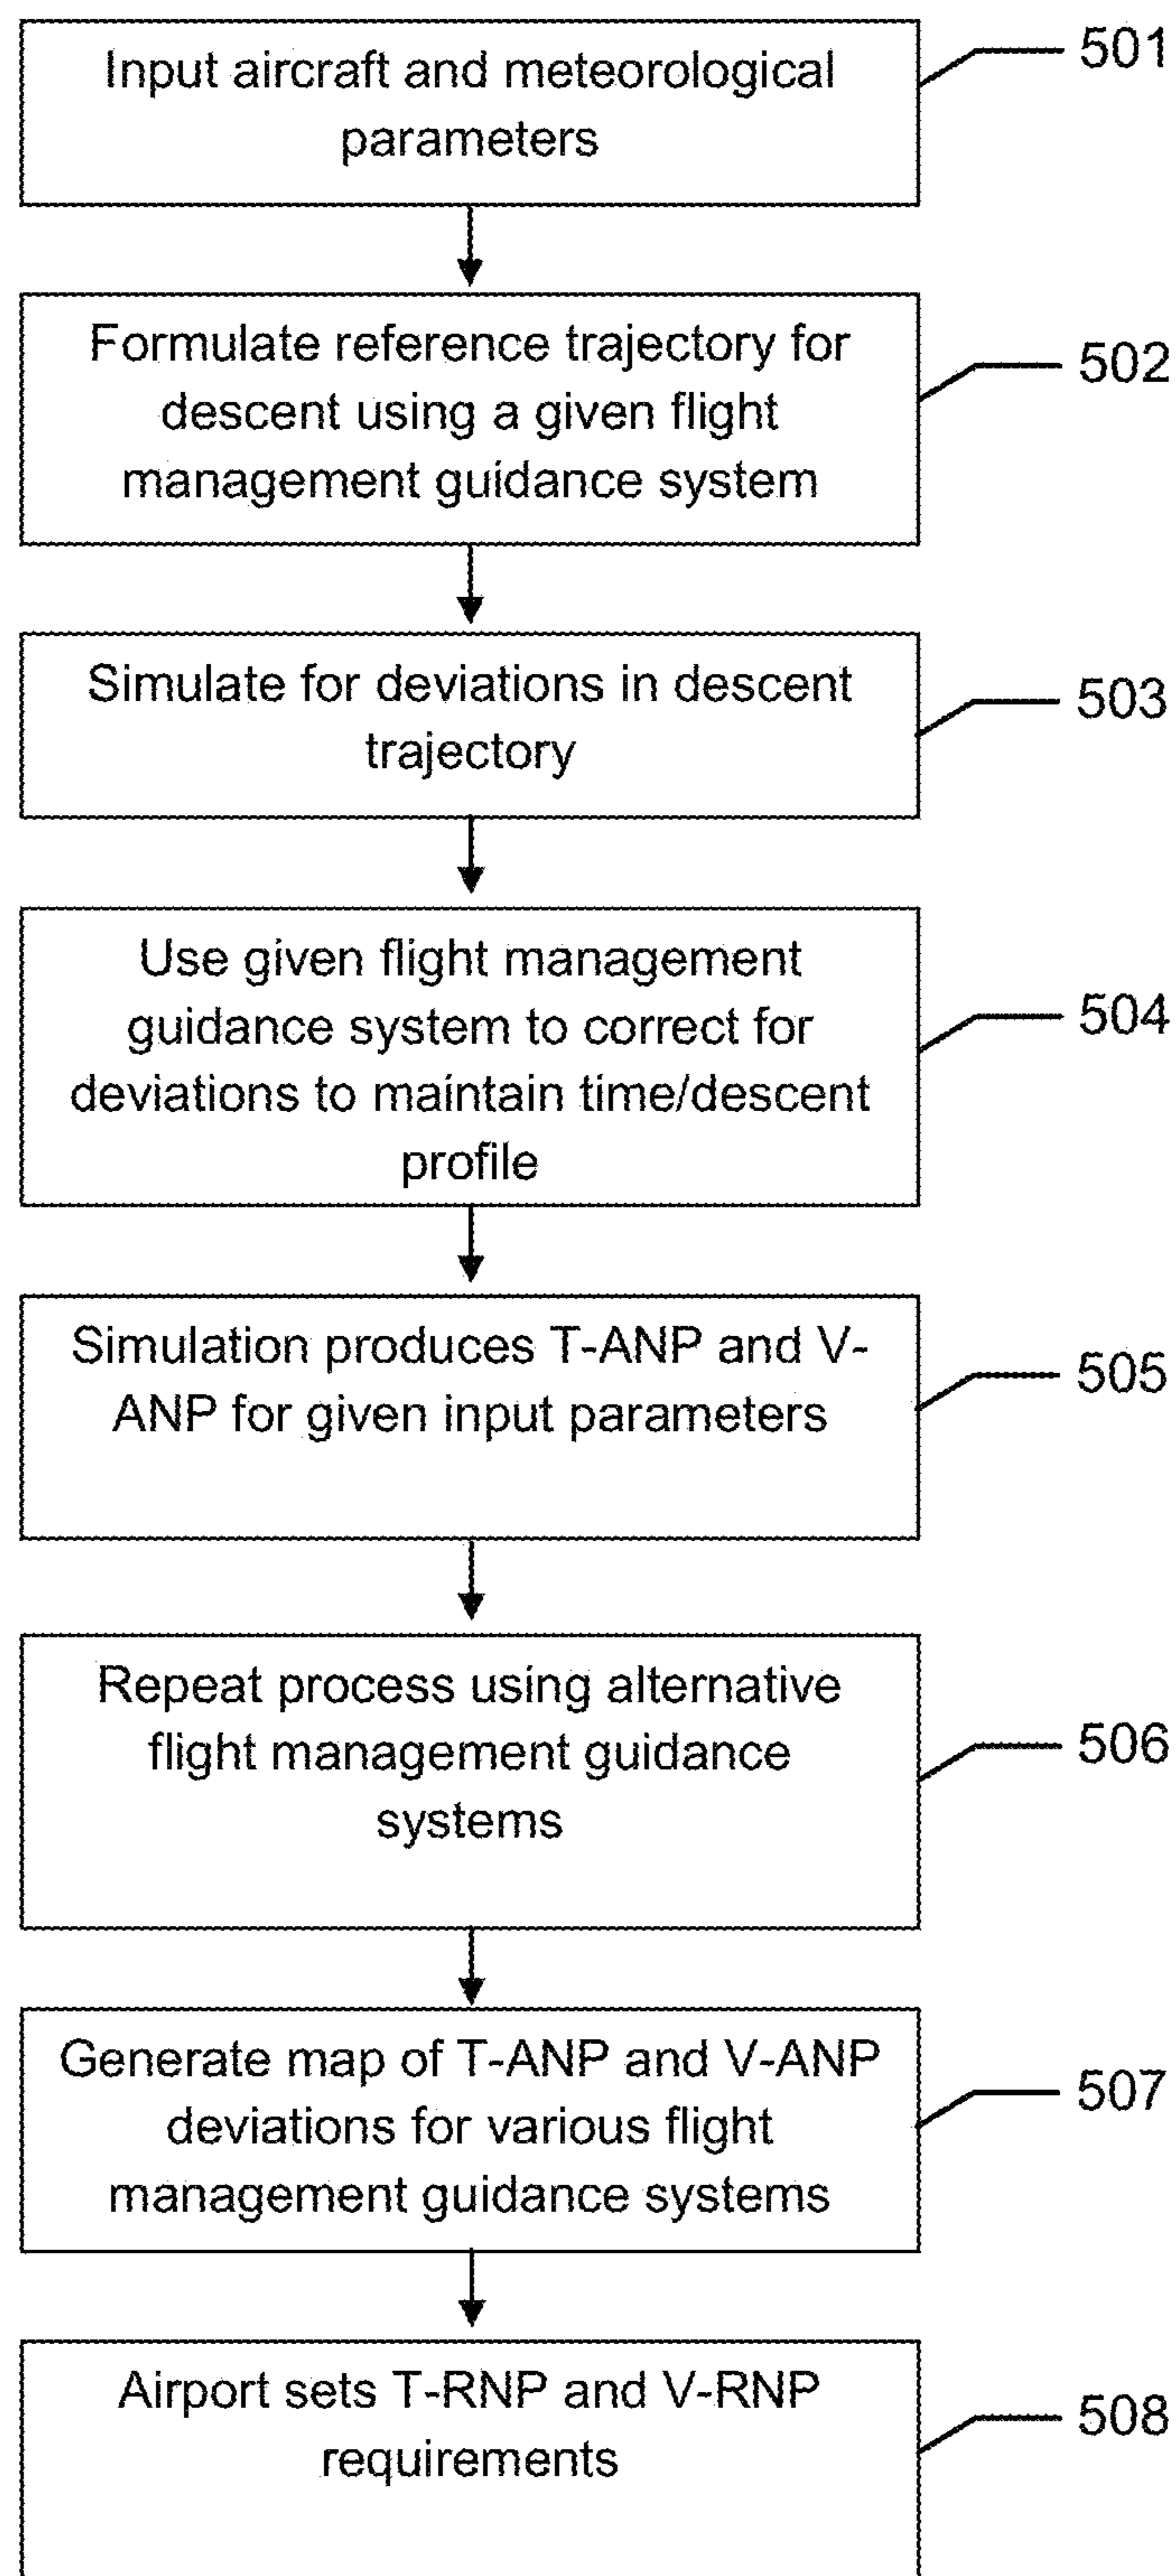 Input aircraft and meteorological
parameters
501
Formulate reference trajectory for
descent using a given flight
management guidance system
502
Simulate for deviations in descent
trajectory
503
Use given flight management
guidance system to correct for
deviations to maintain time/descent
profile
504
Simulation produces T-ANP and V-
ANP for given input parameters
505
Repeat process using alternative
flight management guidance
systems
506
Generate map of T-ANP and V-ANP
deviations for various flight
management guidance systems
507
Airport sets T-RNP and V-RNP
requirements
508